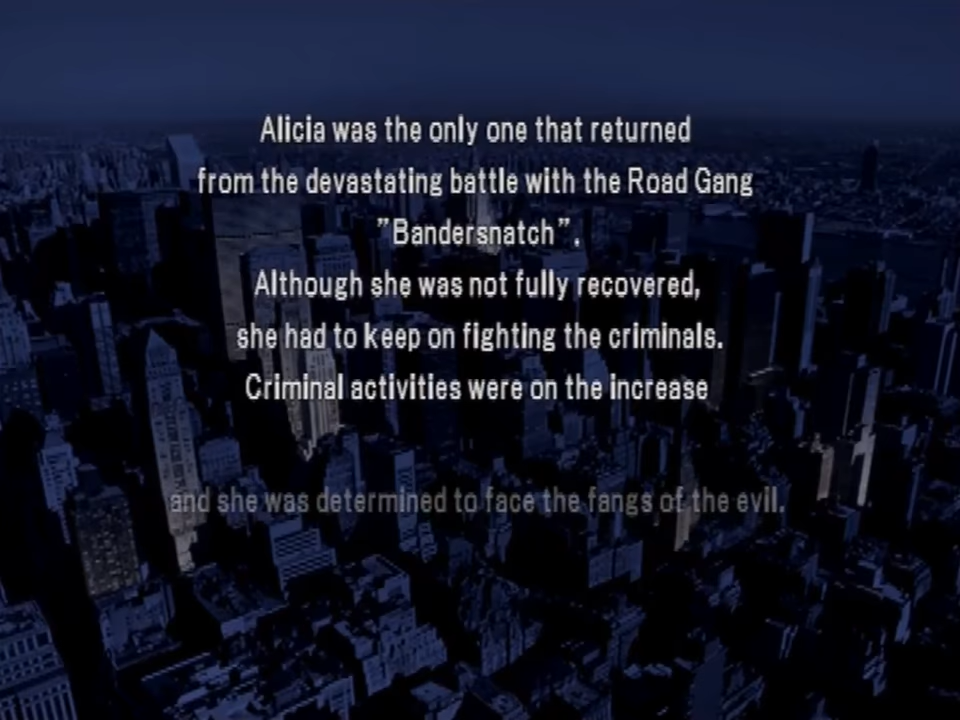 Alicia was the only one that returned
from the devastating battle with the Road Gang
"Bandersnatch".
Although she was not fully recovered,
she had to keep on fighting the criminals.
Criminal activities were on the increase
and she was determined to face the fangs of the evil.